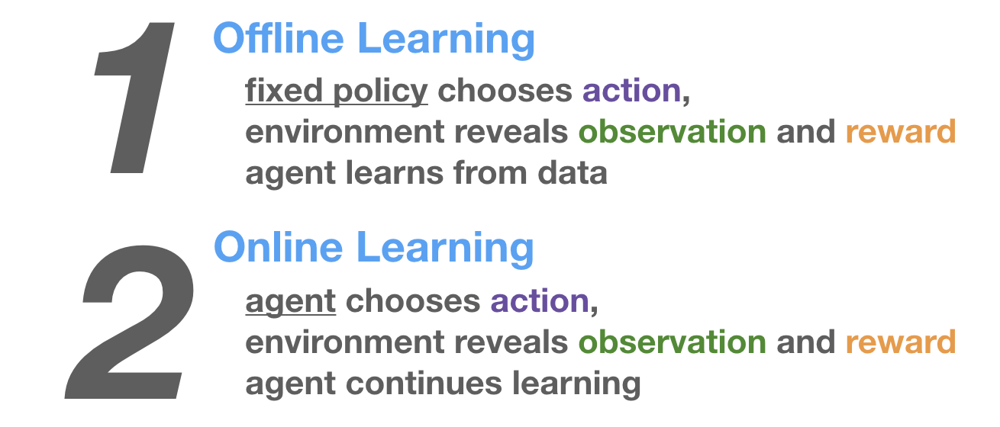 1
Offline Learning
fixed policy chooses action,
environment reveals observation and reward
agent learns from data
2
Online Learning
agent chooses action,
environment reveals observation and reward
agent continues learning